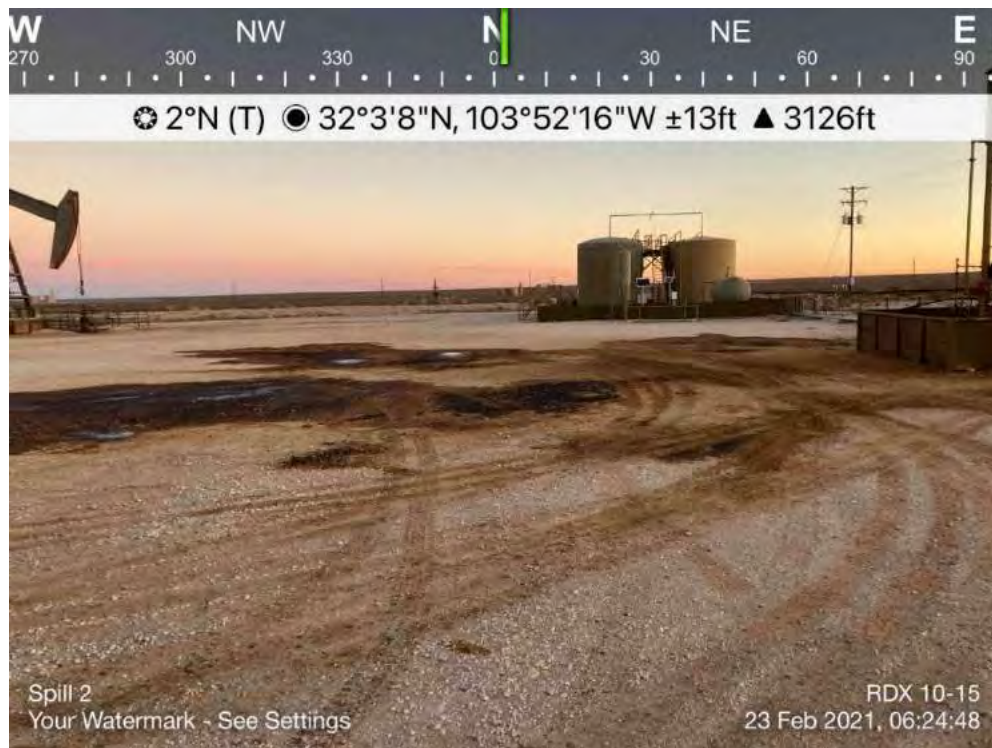 W NW N NE E
270 300 330 0 30 60 90
2°N (T) 32°3'8"N, 103°52'16"W ±13ft ▲ 3126ft
Spill 2
Your Watermark - See Settings
RDX 10-15
23 Feb 2021, 06:24:48